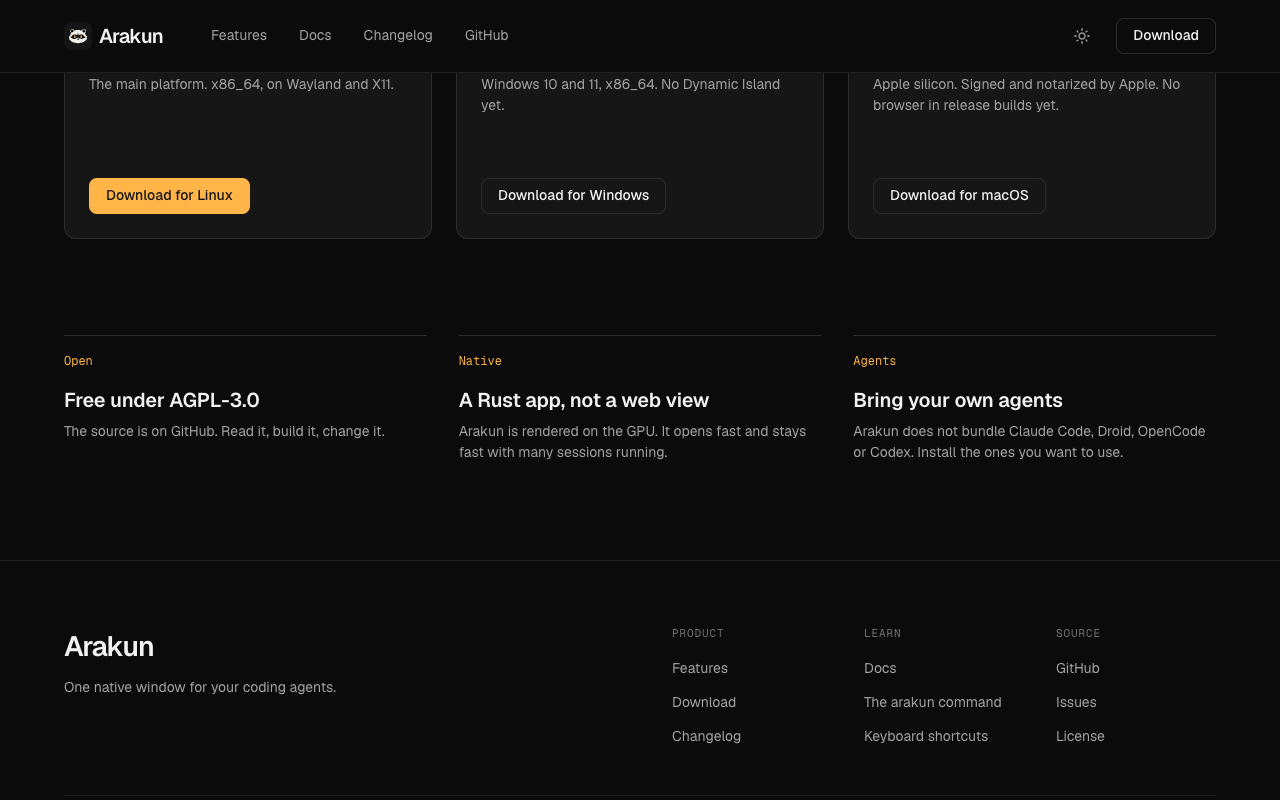 Arakun
Features
Docs
Changelog
GitHub
Download
The main platform. x86_64, on Wayland and X11.
Download for Linux
Windows 10 and 11, x86_64. No Dynamic Island
yet.
Download for Windows
Apple silicon. Signed and notarized by Apple. No
browser in release builds yet.
Download for macOS
Open
Free under AGPL-3.0
The source is on GitHub. Read it, build it, change it.
Native
A Rust app, not a web view
Arakun is rendered on the GPU. It opens fast and stays
fast with many sessions running.
Agents
Bring your own agents
Arakun does not bundle Claude Code, Droid, OpenCode
or Codex. Install the ones you want to use.
Arakun
One native window for your coding agents.
PRODUCT
Features
Download
Changelog
LEARN
Docs
The arakun command
Keyboard shortcuts
SOURCE
GitHub
Issues
License